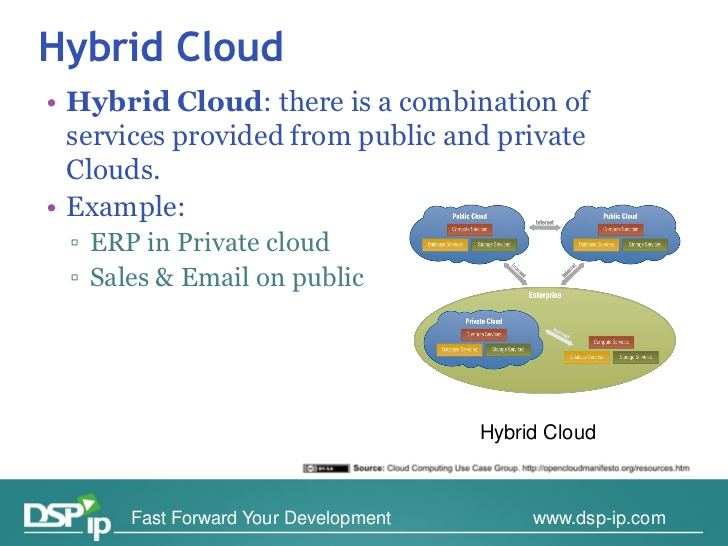 Hybrid Cloud
• Hybrid Cloud: there is a combination of
services provided from public and private
Clouds.
• Example:
▫ ERP in Private cloud
▫ Sales & Email on public
Public Cloud
Compute Services
Database Services
Storage Services
Internet
Public Cloud
Compute Services
Database Services
Storage Services
Internet
Internet
Enterprise
Private Cloud
Compute Services
Database Services
Storage Services
Compute Services
Database Services
Storage Services
Hybrid Cloud
BY-SA
Source: Cloud Computing Use Case Group. http://opencloudmanifesto.org/resources.htm
DSP ip
Fast Forward Your Development
www.dsp-ip.com